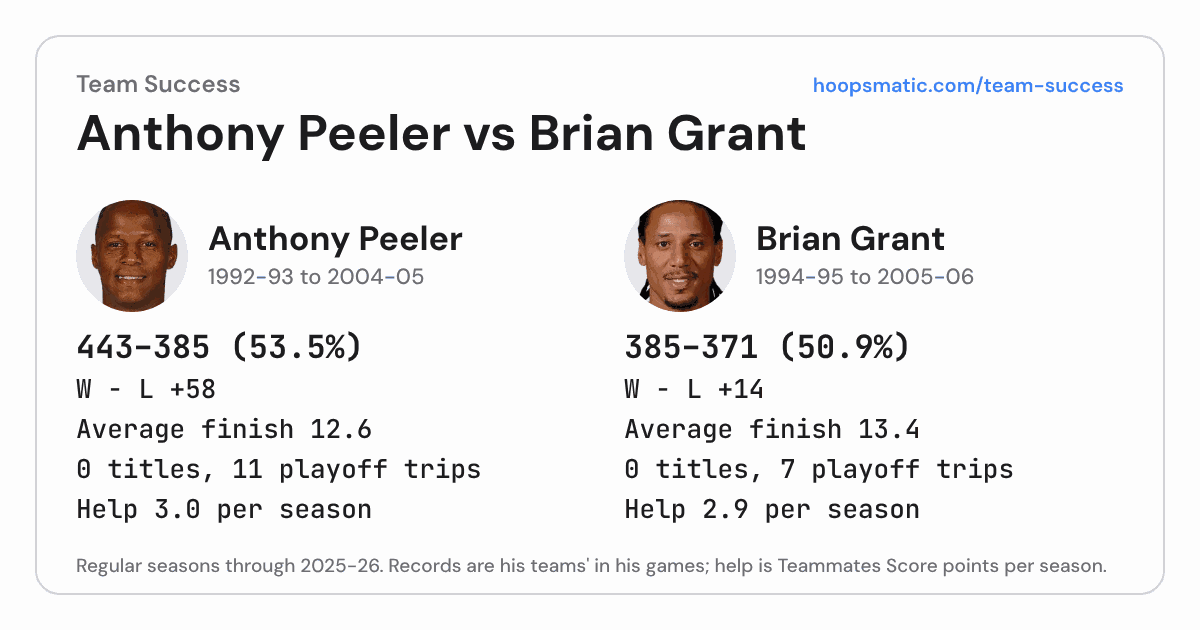 Team Success
hoopsmatic.com/team-success
Anthony Peeler vs Brian Grant
Anthony Peeler
1992–93 to 2004–05
443–385 (53.5%)
W - L +58
Average finish 12.6
0 titles, 11 playoff trips
Help 3.0 per season
Brian Grant
1994–95 to 2005–06
385–371 (50.9%)
W - L +14
Average finish 13.4
0 titles, 7 playoff trips
Help 2.9 per season
Regular seasons through 2025–26. Records are his teams' in his games; help is Teammates Score points per season.